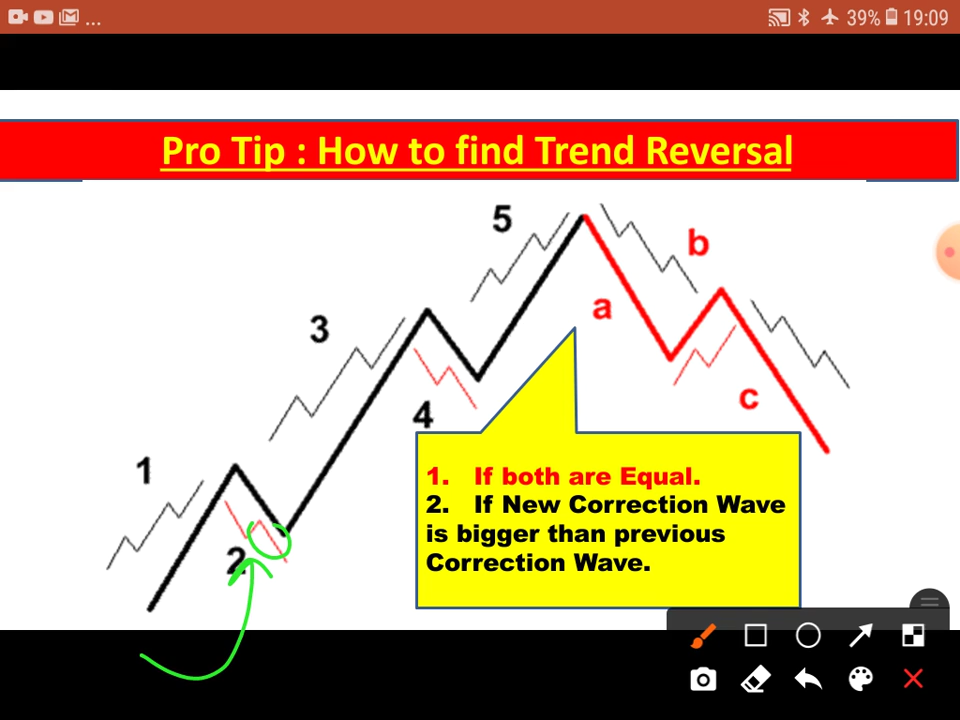 ... 39% 19:09
Pro Tip : How to find Trend Reversal
5
b
a
3
c
4
1
1. If both are Equal.
2. If New Correction Wave
is bigger than previous
Correction Wave.
2